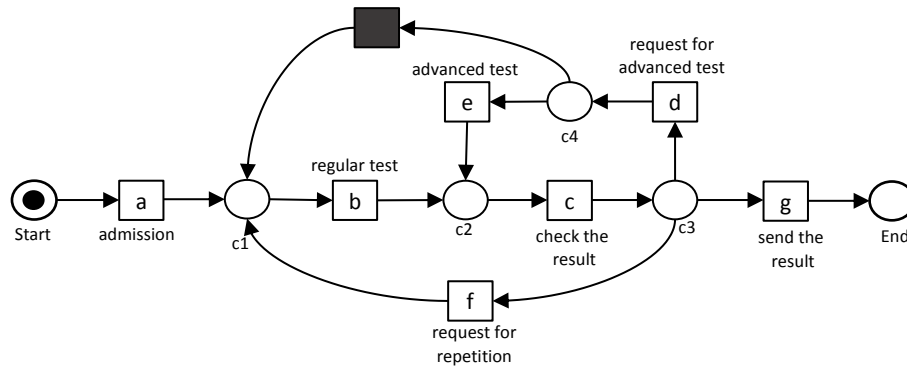 request for
advanced test
advanced test
e
d
c4
regular test
a
b
c
g
Start
admission
c1
c2
check the
result
c3
send the
result
End
f
request for
repetition